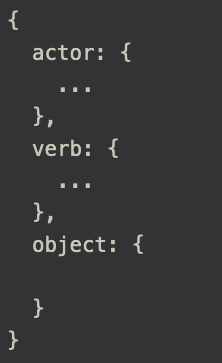 {
  actor: {
    ...
  },
  verb: {
    ...
  },
  object: {

  }
}